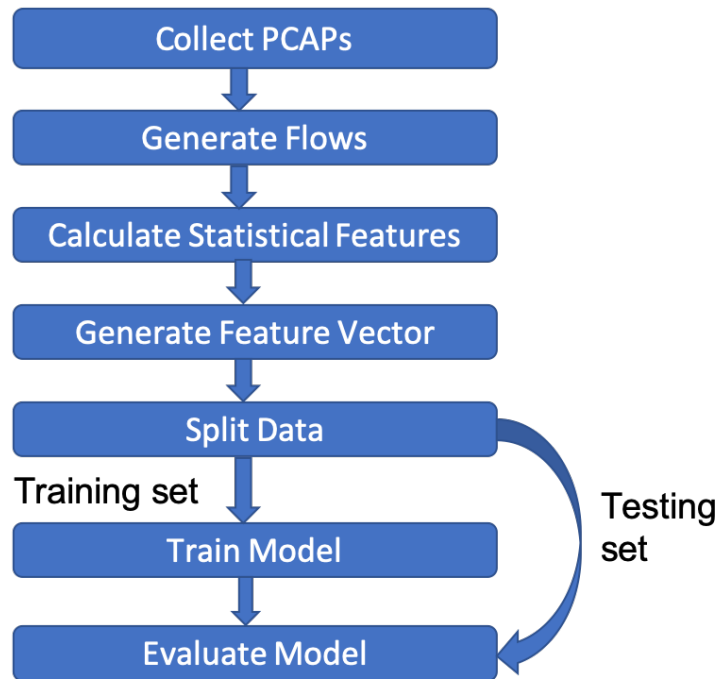 Collect PCAPs
Generate Flows
Calculate Statistical Features
Generate Feature Vector
Split Data
Training set
Testing
set
Train Model
Evaluate Model